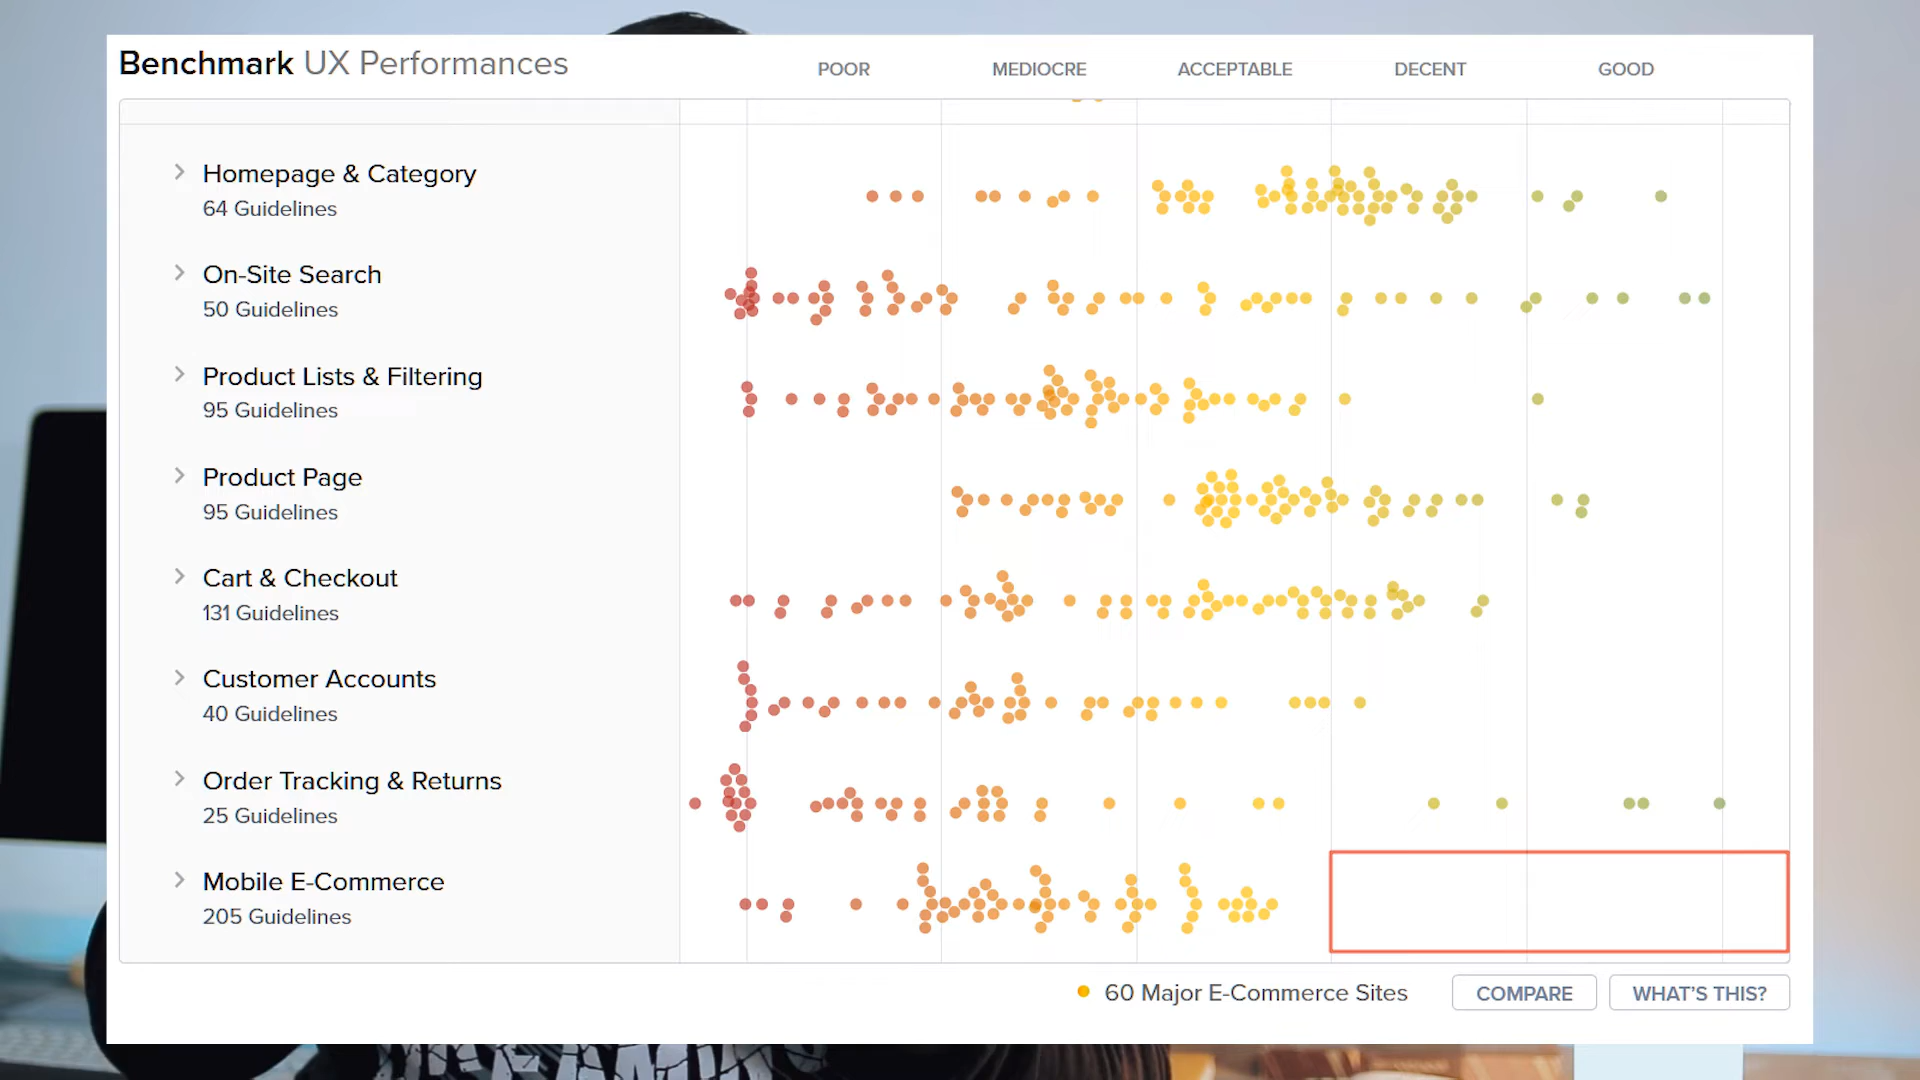 Benchmark UX Performances
POOR MEDIOCRE ACCEPTABLE DECENT GOOD
Homepage & Category
64 Guidelines
On-Site Search
50 Guidelines
Product Lists & Filtering
95 Guidelines
Product Page
95 Guidelines
Cart & Checkout
131 Guidelines
Customer Accounts
40 Guidelines
Order Tracking & Returns
25 Guidelines
Mobile E-Commerce
205 Guidelines
60 Major E-Commerce Sites COMPARE WHAT'S THIS?